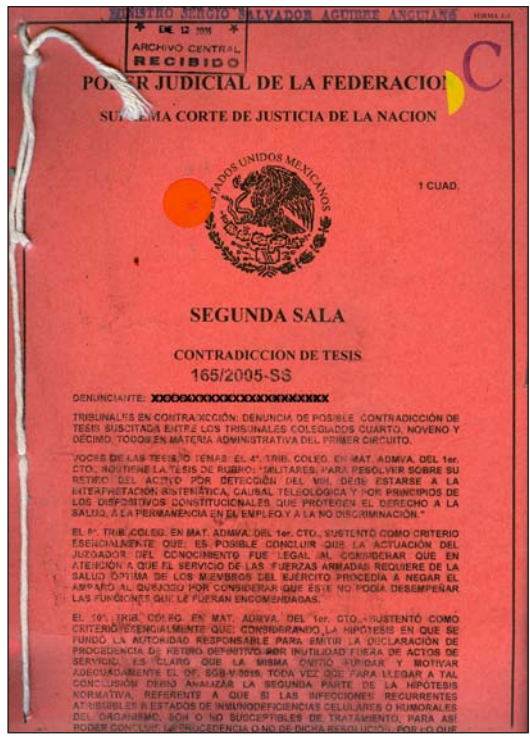 MINISTRO SERGIO SALVADOR AGUIRRE ANGUIANO
FORMA A-1
ENE 12 2006
ARCHIVO CENTRAL
RECIBIDO
C
PODER JUDICIAL DE LA FEDERACION
SUPREMA CORTE DE JUSTICIA DE LA NACION
ESTADOS UNIDOS MEXICANOS
1 CUAD.
SEGUNDA SALA
CONTRADICCION DE TESIS
165/2005-SS
DENUNCIANTE: XXXXXXXXXXXXXXXXXXXXXXXX
TRIBUNALES EN CONTRADICCIÓN: DENUNCIA DE POSIBLE CONTRADICCIÓN DE
TESIS SUSCITADA ENTRE LOS TRIBUNALES COLEGIADOS CUARTO, NOVENO Y
DÉCIMO, TODOS EN MATERIA ADMINISTRATIVA DEL PRIMER CIRCUITO.
VOCES DE LAS TESIS O TEMAS: EL 4º. TRIB. COLEG. EN MAT. ADMVA. DEL 1er.
CTO., SOSTIENE LA TESIS DE RUBRO: "MILITARES. PARA RESOLVER SOBRE SU
RETIRO DEL ACTIVO POR DETECCIÓN DEL VIH, DEBE ESTARSE A LA
INTERPRETACIÓN SISTEMÁTICA, CAUSAL TELEOLÓGICA Y POR PRINCIPIOS DE
LOS DISPOSITIVOS CONSTITUCIONALES QUE PROTEGEN EL DERECHO A LA
SALUD, A LA PERMANENCIA EN EL EMPLEO Y A LA NO DISCRIMINACIÓN."
EL 9º. TRIB. COLEG. EN MAT. ADMVA. DEL 1er. CTO., SUSTENTÓ COMO CRITERIO
ESENCIALMENTE QUE: ES POSIBLE CONCLUIR QUE LA ACTUACIÓN DEL
JUZGADOR DEL CONOCIMIENTO FUE LEGAL AL CONSIDERAR QUE EN
ATENCIÓN A QUE EL SERVICIO DE LAS FUERZAS ARMADAS REQUIERE DE LA
SALUD ÓPTIMA DE LOS MIEMBROS DEL EJÉRCITO PROCEDÍA A NEGAR EL
AMPARO AL QUEJOSO POR CONSIDERAR QUE ÉSTE NO PODÍA DESEMPEÑAR
LAS FUNCIONES QUE LE FUERAN ENCOMENDADAS.
EL 10º. TRIB. COLEG. EN MAT. ADMVA. DEL 1er. CTO., SUSTENTÓ COMO
CRITERIO ESENCIALMENTE QUE: CONSIDERANDO LA HIPÓTESIS EN QUE SE
FUNDÓ LA AUTORIDAD RESPONSABLE PARA EMITIR LA DECLARACIÓN DE
PROCEDENCIA DE RETIRO DEFINITIVO POR INUTILIDAD FUERA DE ACTOS DE
SERVICIO, ES CLARO QUE LA MISMA OMITIÓ FUNDAR Y MOTIVAR
ADECUADAMENTE EL OF. TODA VEZ QUE PARA LLEGAR A TAL
CONCLUSIÓN DEBIÓ ANALIZAR LA SEGUNDA PARTE DE LA HIPÓTESIS
NORMATIVA, REFERENTE A QUE SI LAS INFECCIONES RECURRENTES
ATRIBUIBLES A ESTADOS DE INMUNODEFICIENCIAS CELULARES O HUMORALES
DEL ORGANISMO, SON O NO SUSCEPTIBLES DE TRATAMIENTO, PARA ASÍ
PODER CONCLUIR LA PROCEDENCIA O NO DE DICHA RESOLUCIÓN, POR LO QUE